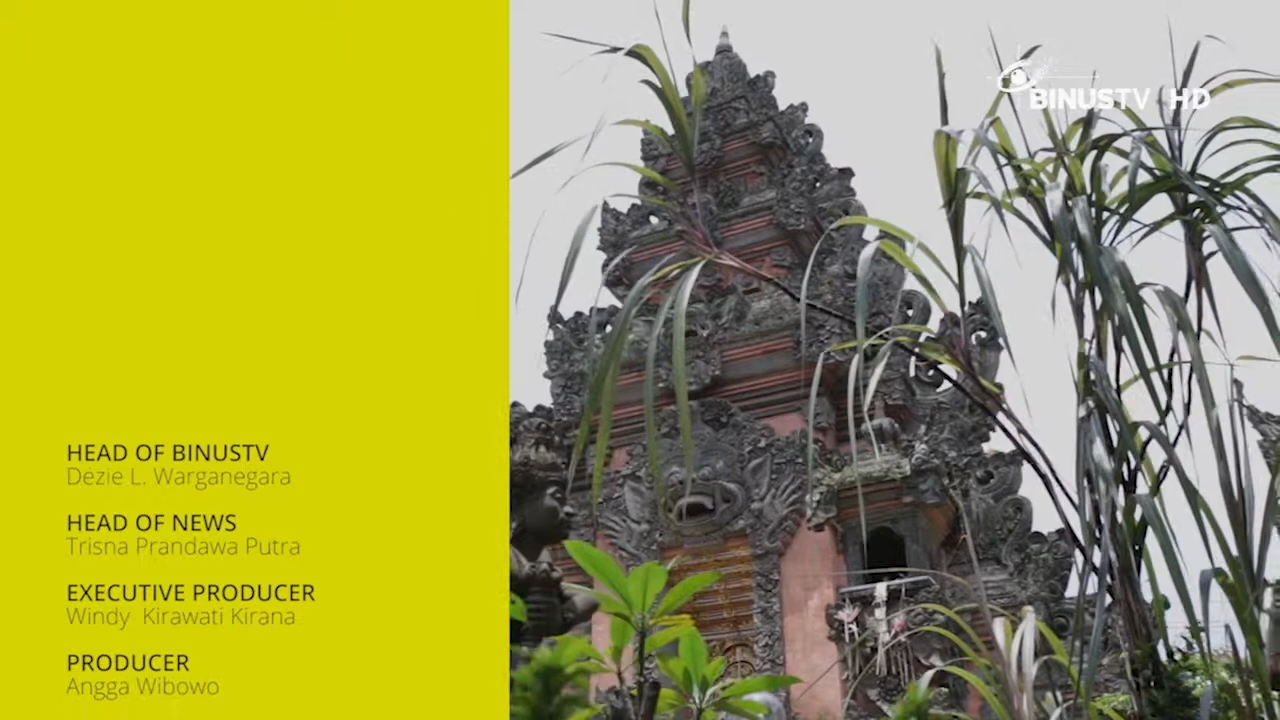 BINUSTV HD
HEAD OF BINUSTV
Dezie L. Warganegara
HEAD OF NEWS
Trisna Prandawa Putra
EXECUTIVE PRODUCER
Windy Kirawati Kirana
PRODUCER
Angga Wibowo